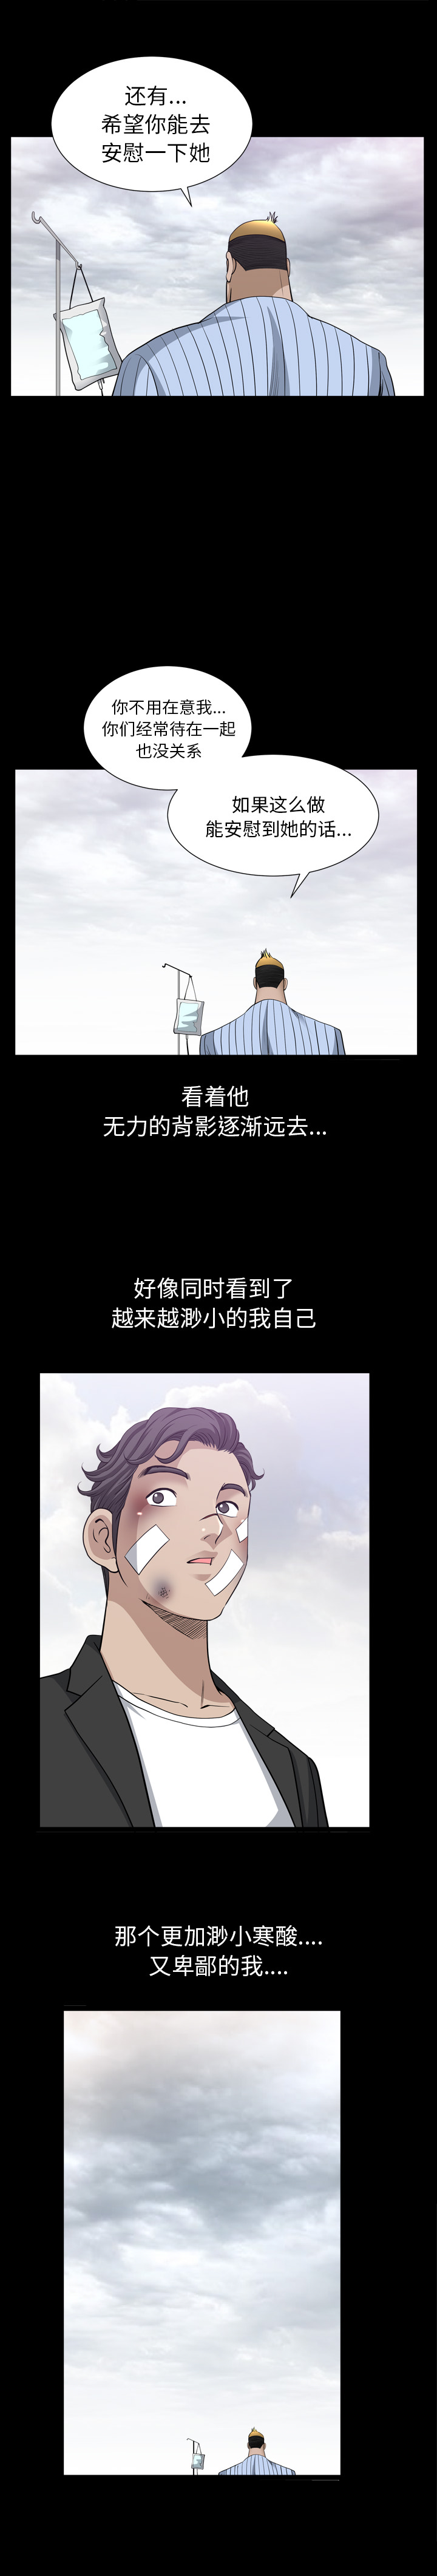 还有...
希望你能去
安慰一下她
你不用在意我...
你们经常待在一起
也没关系
如果这么做
能安慰到她的话...
看着他
无力的背影逐渐远去...
好像同时看到了
越来越渺小的我自己
那个更加渺小寒酸....
又卑鄙的我....